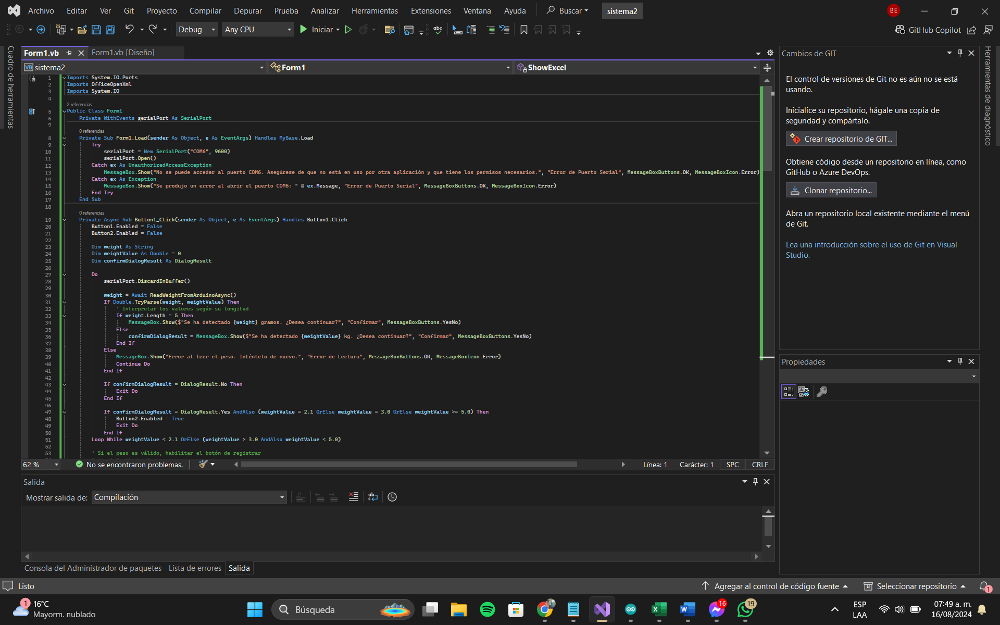 Archivo Editar Ver Git Proyecto Compilar Depurar Prueba Analizar Herramientas Extensiones Ventana Ayuda Buscar sistema2 BE
Debug Any CPU Iniciar abc GitHub Copilot
Cuadro de herramientas
Form1.vb Form1.vb [Diseño]
VB sistema2 Form1 ShowExcel
1 Imports System.IO.Ports
2 Imports OfficeOpenXml
3 Imports System.IO
4
2 referencias
5 Public Class Form1
6 Private WithEvents serialPort As SerialPort
7
0 referencias
8 Private Sub Form1_Load(sender As Object, e As EventArgs) Handles MyBase.Load
9 Try
10 serialPort = New SerialPort("COM6", 9600)
11 serialPort.Open()
12 Catch ex As UnauthorizedAccessException
13 MessageBox.Show("No se puede acceder al puerto COM6. Asegúrese de que no está en uso por otra aplicación y que tiene los permisos necesarios.", "Error de Puerto Serial", MessageBoxButtons.OK, MessageBoxIcon.Error)
14 Catch ex As Exception
15 MessageBox.Show("Se produjo un error al abrir el puerto COM6: " & ex.Message, "Error de Puerto Serial", MessageBoxButtons.OK, MessageBoxIcon.Error)
16 End Try
17 End Sub
18
0 referencias
19 Private Async Sub Button1_Click(sender As Object, e As EventArgs) Handles Button1.Click
20 Button1.Enabled = False
21 Button2.Enabled = False
22
23 Dim weight As String
24 Dim weightValue As Double = 0
25 Dim confirmDialogResult As DialogResult
26
27 Do
28 serialPort.DiscardInBuffer()
29
30 weight = Await ReadWeightFromArduinoAsync()
31 If Double.TryParse(weight, weightValue) Then
32 ' Interpretar los valores según su longitud
33 If weight.Length = 5 Then
34 MessageBox.Show($"Se ha detectado {weight} gramos. ¿Desea continuar?", "Confirmar", MessageBoxButtons.YesNo)
35 Else
36 confirmDialogResult = MessageBox.Show($"Se ha detectado {weightValue} kg. ¿Desea continuar?", "Confirmar", MessageBoxButtons.YesNo)
37 End If
38 Else
39 MessageBox.Show("Error al leer el peso. Inténtelo de nuevo.", "Error de Lectura", MessageBoxButtons.OK, MessageBoxIcon.Error)
40 Continue Do
41 End If
42
43 If confirmDialogResult = DialogResult.No Then
44 Exit Do
45 End If
46
47 If confirmDialogResult = DialogResult.Yes AndAlso (weightValue = 2.1 OrElse weightValue = 3.0 OrElse weightValue >= 5.0) Then
48 Button2.Enabled = True
49 Exit Do
50 End If
51 Loop While weightValue < 2.1 OrElse (weightValue > 3.0 AndAlso weightValue < 5.0)
52
53 ' Si el peso es válido, habilitar el botón de registrar
62 % No se encontraron problemas. Línea: 1 Carácter: 1 SPC CRLF
Salida
Mostrar salida de: Compilación
Consola del Administrador de paquetes Lista de errores Salida
Cambios de GIT
El control de versiones de Git no es aún no se está
usando.
Inicialice su repositorio, hágale una copia de
seguridad y compártalo.
Crear repositorio de GIT...
Obtiene código desde un repositorio en línea, como
GitHub o Azure DevOps.
Clonar repositorio...
Abra un repositorio local existente mediante el menú
de Git.
Lea una introducción sobre el uso de Git en Visual
Studio.
Propiedades
Herramientas de diagnóstico
Listo Agregar al control de código fuente Seleccionar repositorio 1
1 16°C
Mayorm. nublado
Búsqueda
16 19
ESP
LAA
07:49 a. m.
16/08/2024